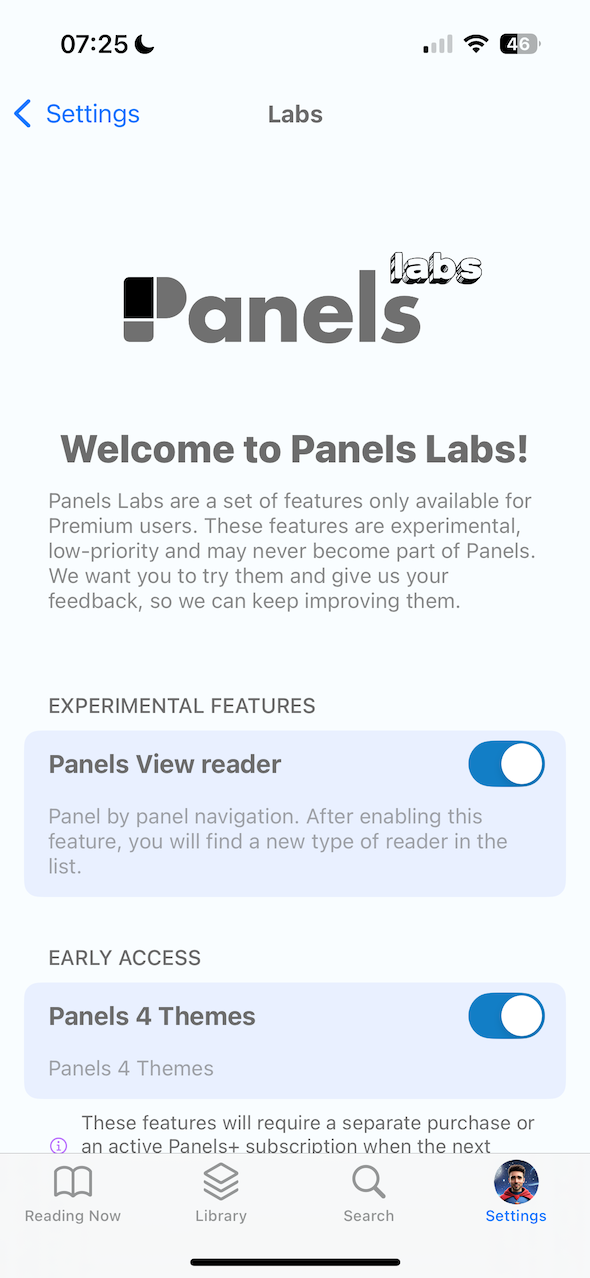 07:25
46
Settings
Labs
labs
Panels
Welcome to Panels Labs!
Panels Labs are a set of features only available for
Premium users. These features are experimental,
low-priority and may never become part of Panels.
We want you to try them and give us your
feedback, so we can keep improving them.
EXPERIMENTAL FEATURES
Panels View reader
Panel by panel navigation. After enabling this
feature, you will find a new type of reader in the
list.
EARLY ACCESS
Panels 4 Themes
Panels 4 Themes
These features will require a separate purchase or
an active Panels+ subscription when the next
Reading Now
Library
Search
Settings